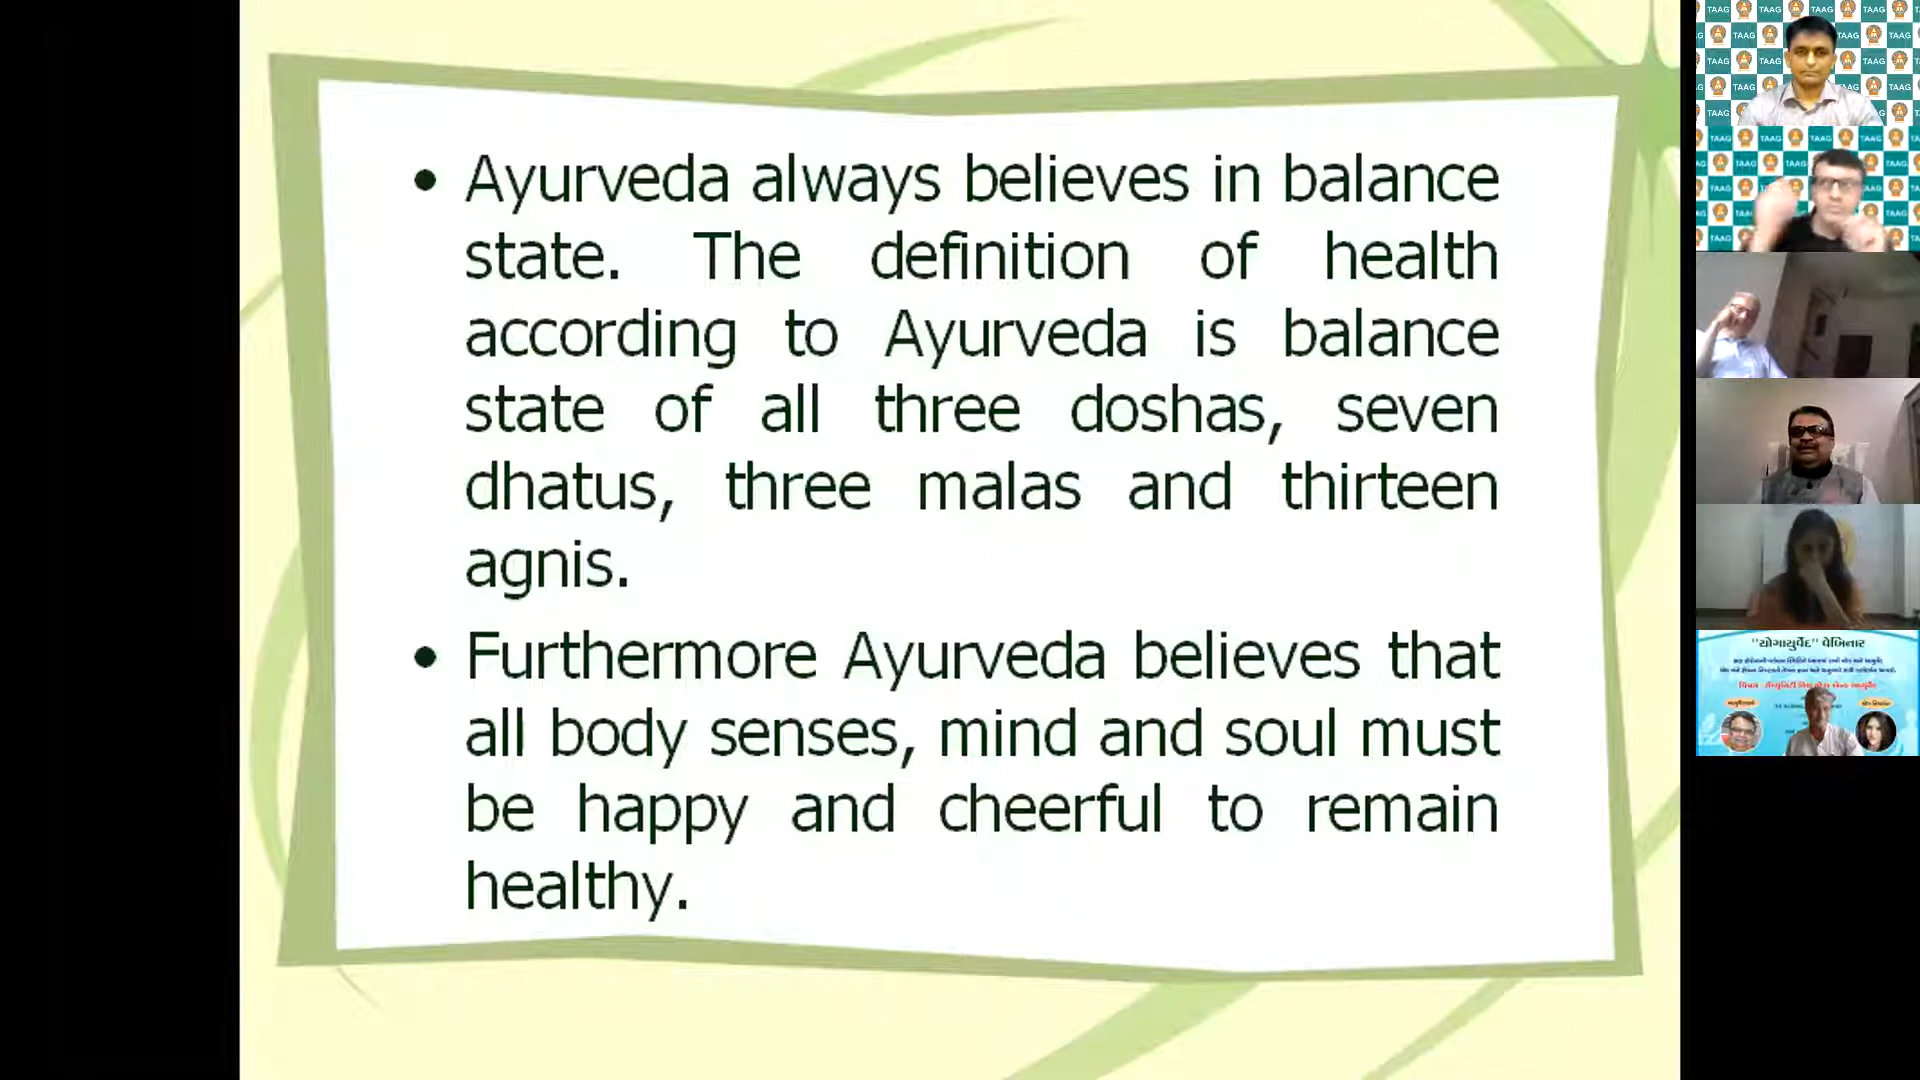 • Ayurveda always believes in balance
state. The definition of health
according to Ayurveda is balance
state of all three doshas, seven
dhatus, three malas and thirteen
agnis.
• Furthermore Ayurveda believes that
all body senses, mind and soul must
be happy and cheerful to remain
healthy.
TAAG
"યોગાયુર્વેદ" વેબિનાર